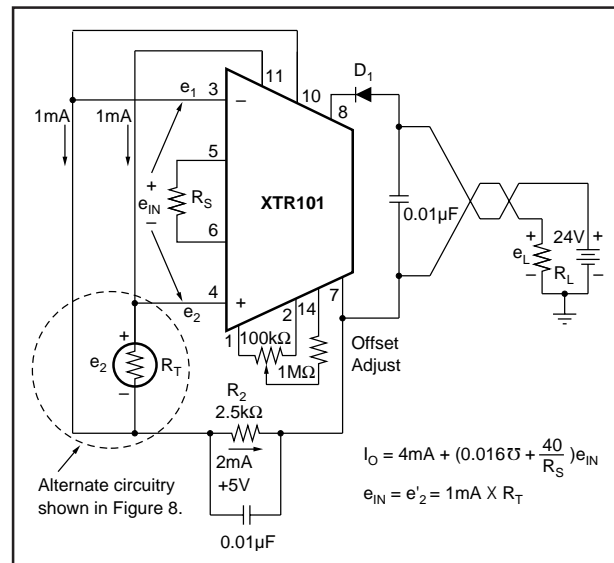 11
10
8
D1
e1
3
−
1mA
1mA
+
eIN
−
5
RS
6
XTR101
0.01µF
24V
+
−
+
eL
RL
−
4
+
e2
1
2
14
7
100kΩ
1MΩ
Offset
Adjust
+
e2
RT
−
R2
2.5kΩ
2mA
+5V
0.01µF
Alternate circuitry
shown in Figure 8.
IO = 4mA + (0.016℧ + 40/RS)eIN
eIN = e'2 = 1mA X RT